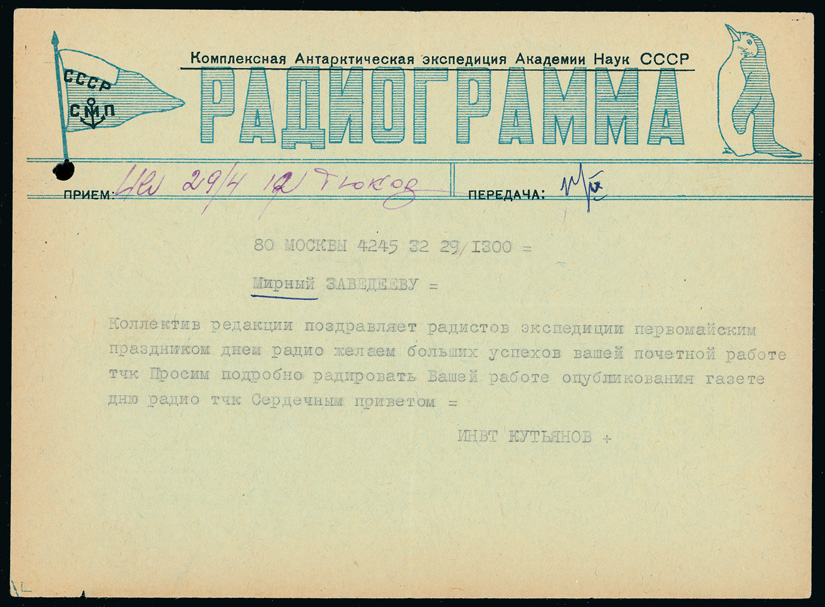 Комплексная Антарктическая экспедиция Академии Наук СССР
РАДИОГРАММА
СССР
СМП
ПРИЕМ: 29/4 Тюков
ПЕРЕДАЧА:
80 МОСКВЫ 4245 32 29/1300 =
Мирный ЗАВЕДЕЕВУ =
Коллектив редакции поздравляет радистов экспедиции первомайским
праздником днем радио желаем больших успехов вашей почетной работе
тчк Просим подробно радировать Вашей работе опубликования газете
дню радио тчк Сердечным приветом =
ИНВТ КУТЬЯНОВ +